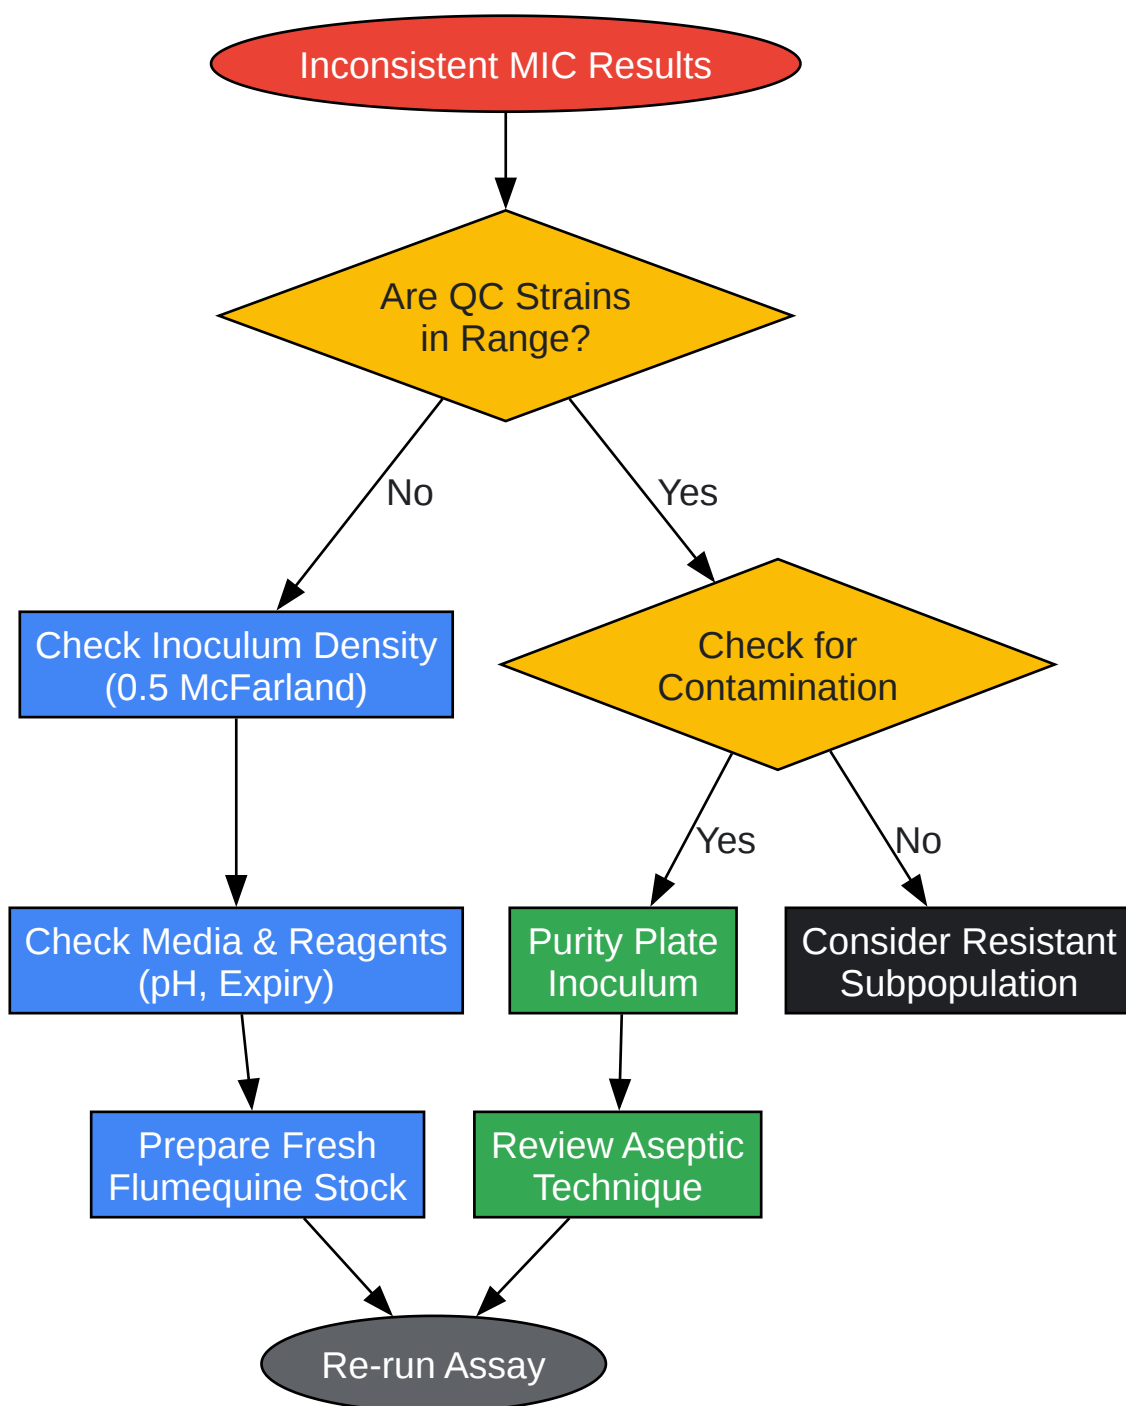 Inconsistent MIC Results
Are QC Strains
in Range?
No
Yes
Check Inoculum Density
(0.5 McFarland)
Check for
Contamination
Yes
No
Check Media & Reagents
(pH, Expiry)
Purity Plate
Inoculum
Consider Resistant
Subpopulation
Prepare Fresh
Flumequine Stock
Review Aseptic
Technique
Re-run Assay